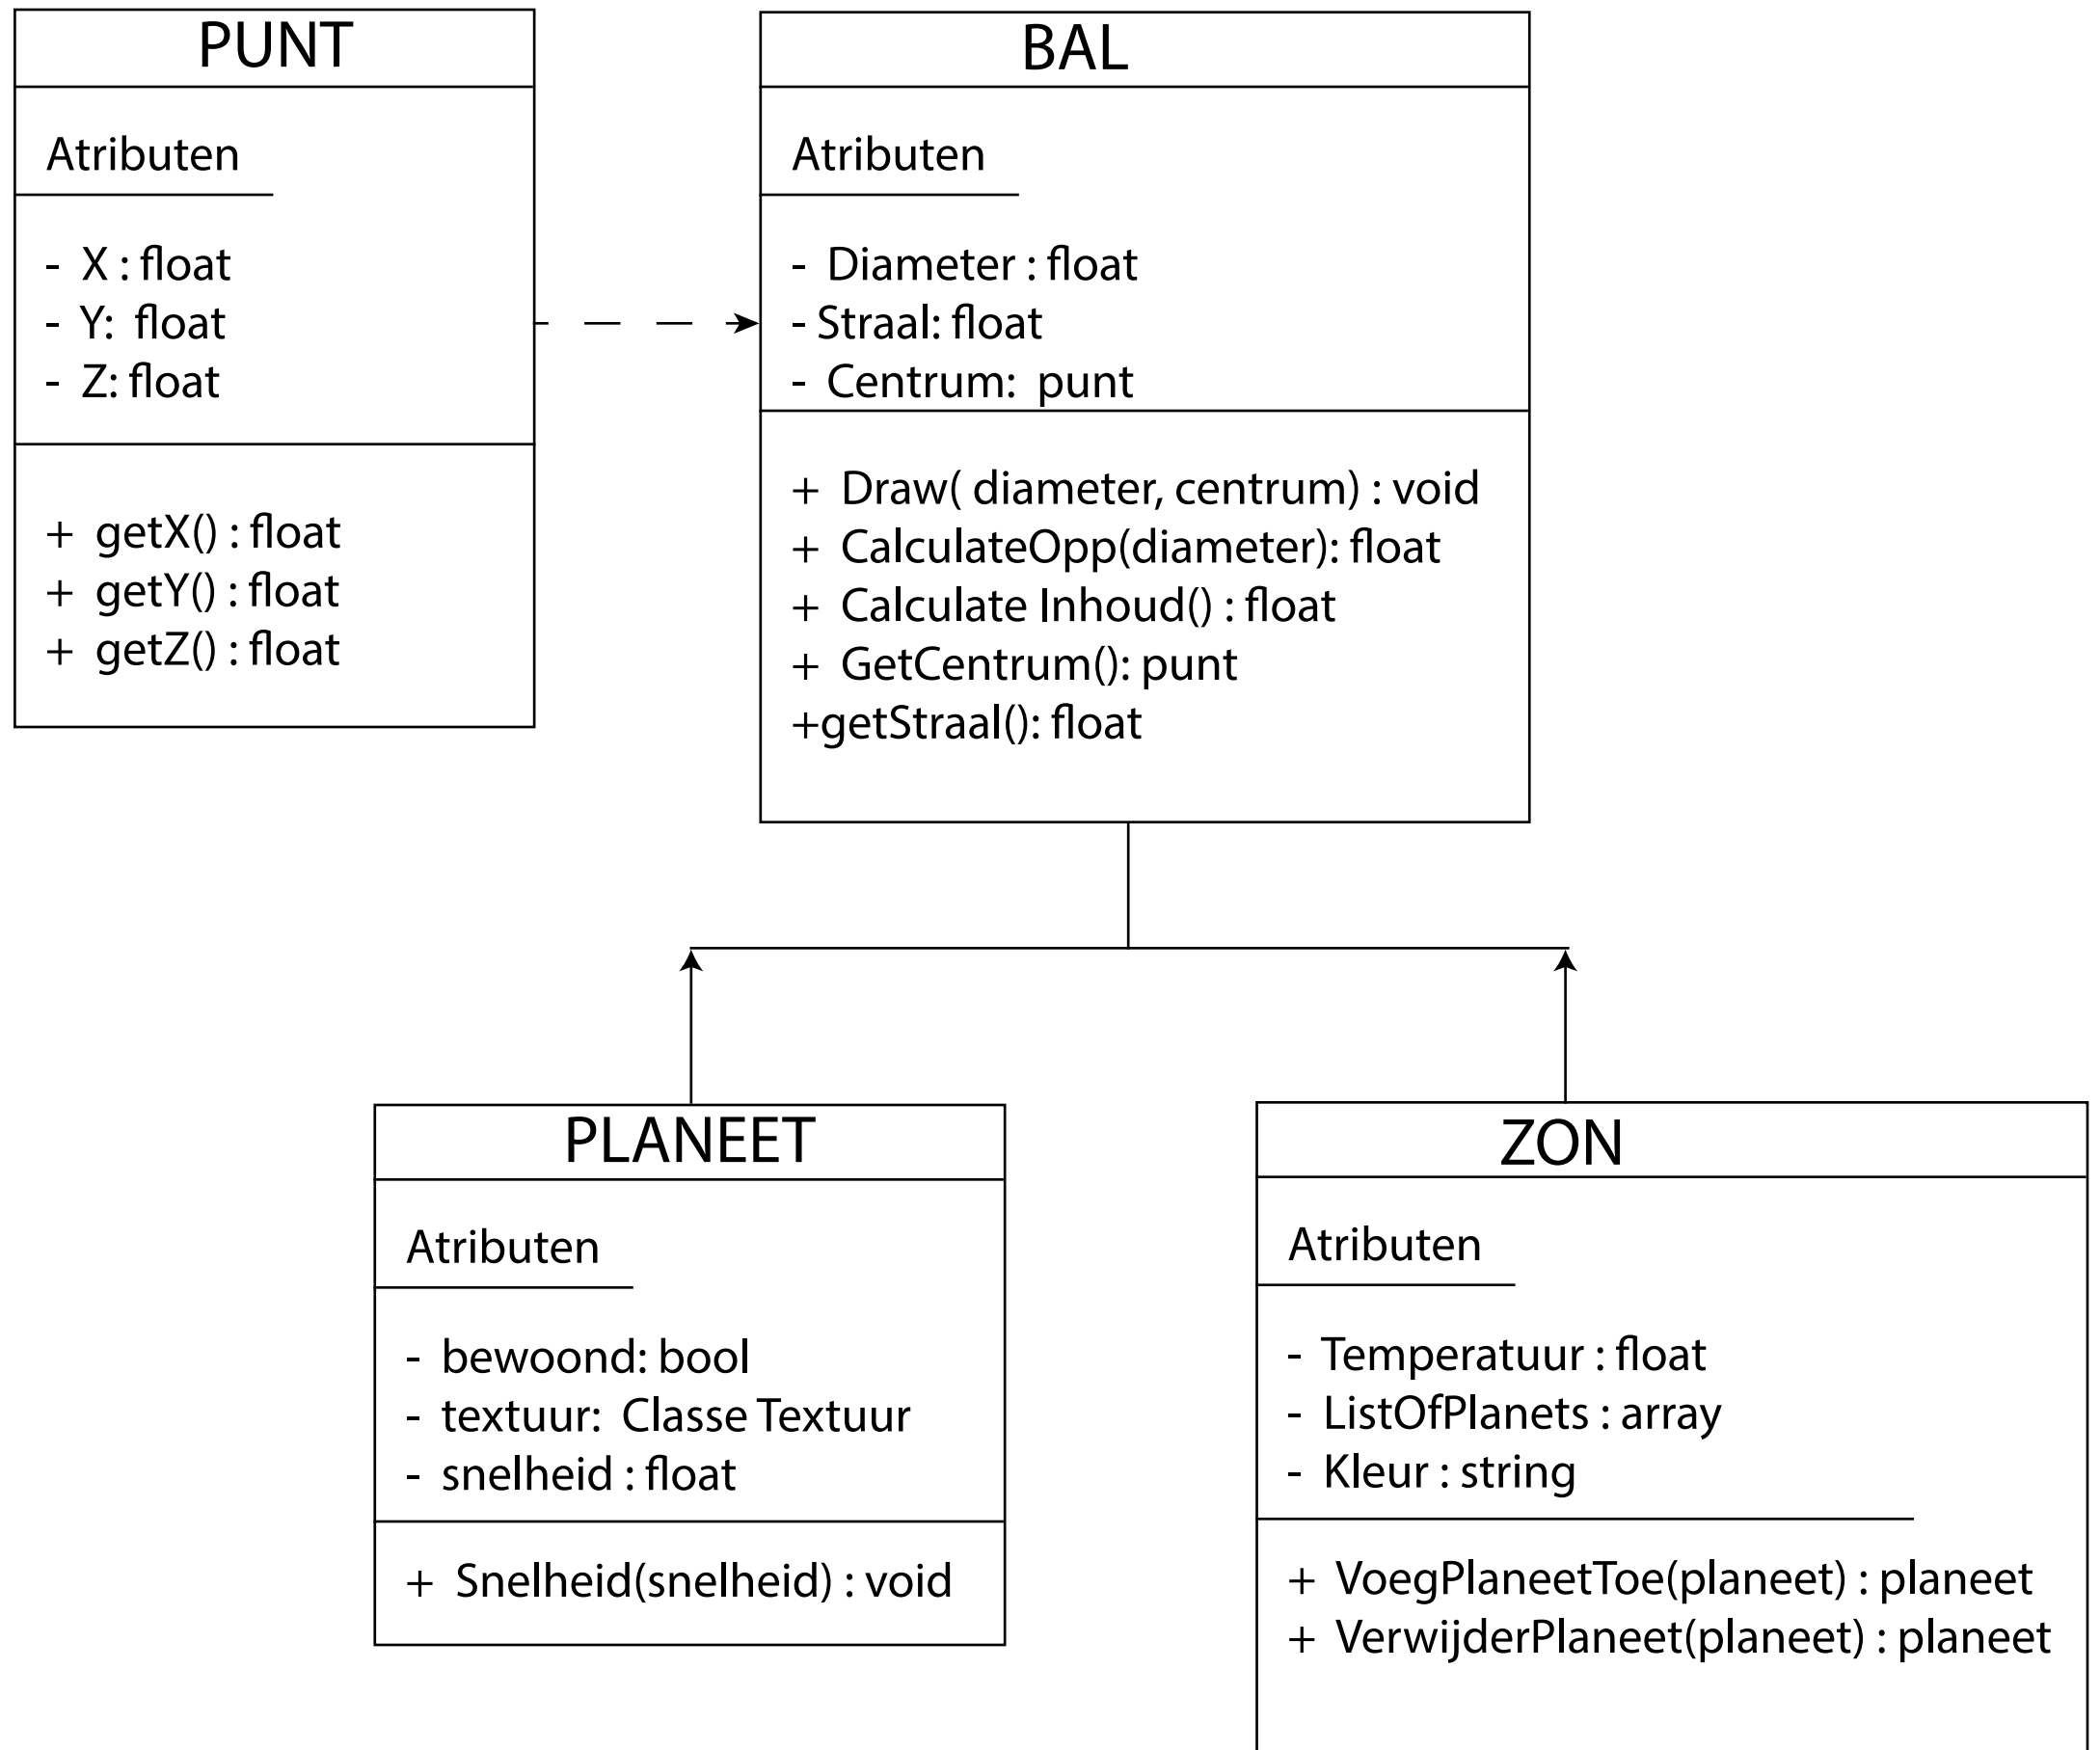 PUNT
Atributen
- X : float
- Y: float
- Z: float
+ getX() : float
+ getY() : float
+ getZ() : float
BAL
Atributen
- Diameter : float
- Straal: float
- Centrum: punt
+ Draw( diameter, centrum) : void
+ CalculateOpp(diameter): float
+ Calculate Inhoud() : float
+ GetCentrum(): punt
+getStraal(): float
PLANEET
Atributen
- bewoond: bool
- textuur: Classe Textuur
- snelheid : float
+ Snelheid(snelheid) : void
ZON
Atributen
- Temperatuur : float
- ListOfPlanets : array
- Kleur : string
+ VoegPlaneetToe(planeet) : planeet
+ VerwijderPlaneet(planeet) : planeet